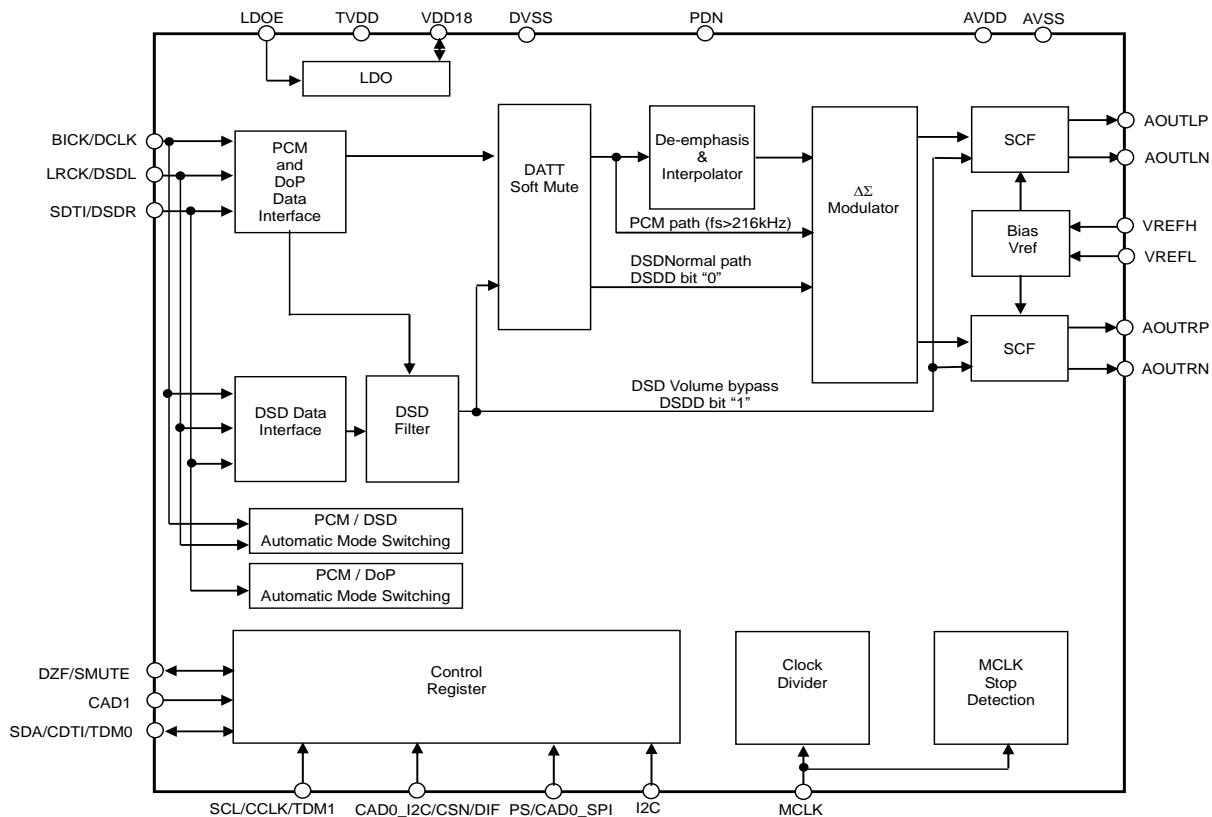 LDOE
TVDD
VDD18
DVSS
PDN
AVDD
AVSS
LDO
BICK/DCLK
LRCK/DSDL
SDTI/DSDR
PCM
and
DoP
Data
Interface
DATT
Soft Mute
De-emphasis
&
Interpolator
PCM path (fs>216kHz)
DSDNormal path
DSDD bit “0”
ΔΣ
Modulator
SCF
AOUTLP
AOUTLN
Bias
Vref
VREFH
VREFL
SCF
AOUTRP
AOUTRN
DSD Data
Interface
DSD
Filter
DSD Volume bypass
DSDD bit “1”
PCM / DSD
Automatic Mode Switching
PCM / DoP
Automatic Mode Switching
DZF/SMUTE
CAD1
SDA/CDTI/TDM0
Control
Register
Clock
Divider
MCLK
Stop
Detection
SCL/CCLK/TDM1
CAD0_I2C/CSN/DIF
PS/CAD0_SPI
I2C
MCLK